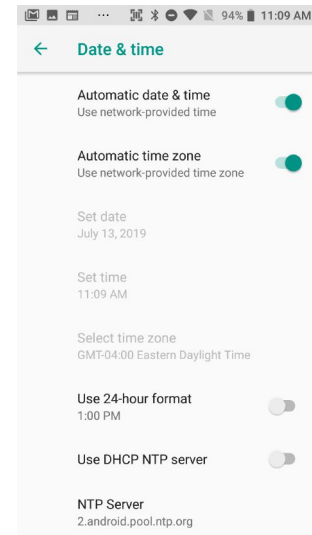 94% 11:09 AM
Date & time
Automatic date & time
Use network-provided time
Automatic time zone
Use network-provided time zone
Set date
July 13, 2019
Set time
11:09 AM
Select time zone
GMT-04:00 Eastern Daylight Time
Use 24-hour format
1:00 PM
Use DHCP NTP server
NTP Server
2.android.pool.ntp.org